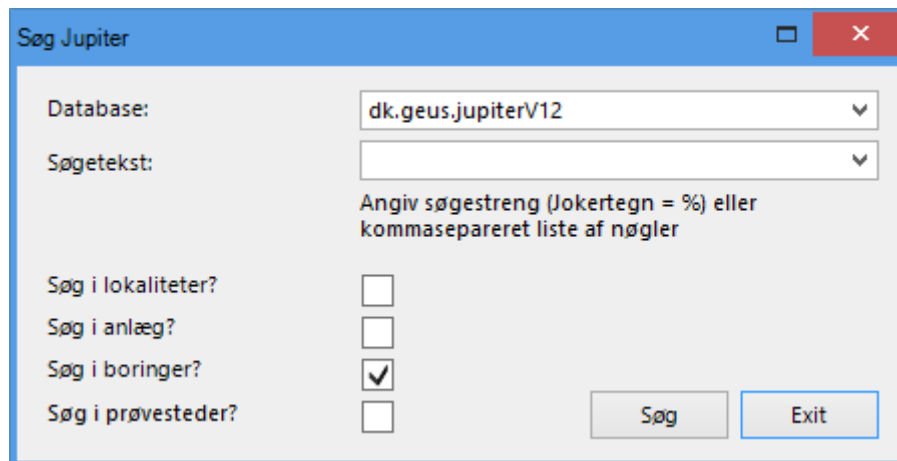 Søg Jupiter
Database:
dk.geus.jupiterV12
Søgetekst:
Angiv søgestreng (Jokertegn = %) eller
kommasepareret liste af nøgler
Søg i lokaliteter?
Søg i anlæg?
Søg i boringer?
Søg i prøvesteder?
Søg
Exit